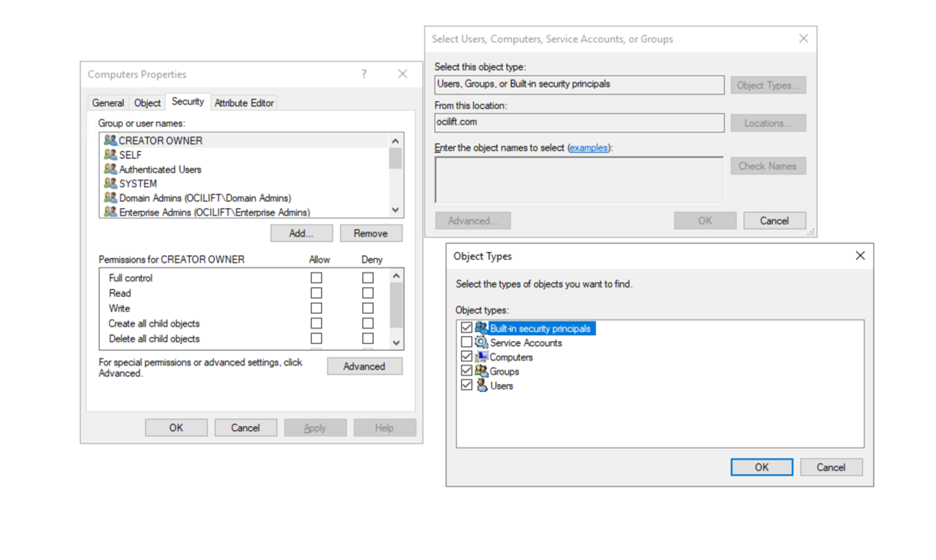 Computers Properties
?
General Object Security Attribute Editor
Group or user names:
CREATOR OWNER
SELF
Authenticated Users
SYSTEM
Domain Admins (OCILIFT\Domain Admins)
Enterprise Admins (OCILIFT\Enterprise Admins)
Add...
Remove
Permissions for CREATOR OWNER Allow Deny
Full control
Read
Write
Create all child objects
Delete all child objects
For special permissions or advanced settings, click
Advanced.
Advanced
OK Cancel Apply Help
Select Users, Computers, Service Accounts, or Groups
Select this object type:
Users, Groups, or Built-in security principals
Object Types...
From this location:
ocilift.com
Locations...
Enter the object names to select (examples):
Check Names
Advanced...
OK Cancel
Object Types
Select the types of objects you want to find.
Object types:
Built-in security principals
Service Accounts
Computers
Groups
Users
OK Cancel